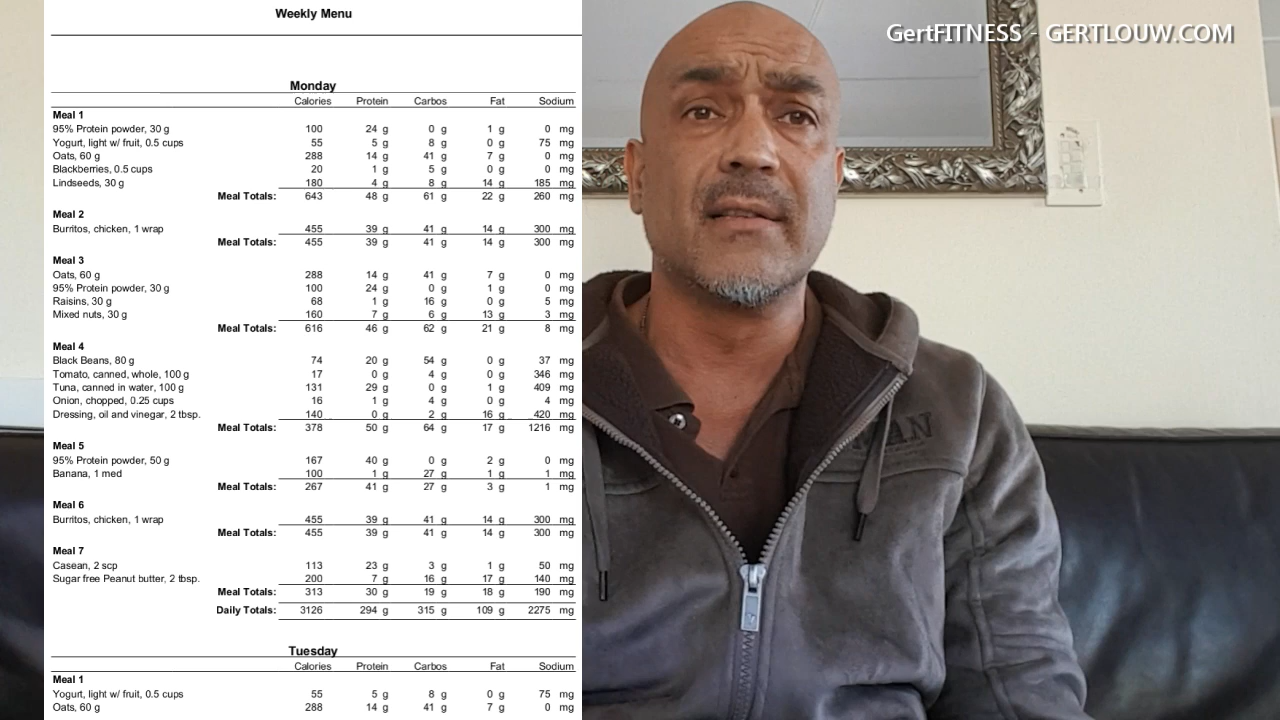 Weekly Menu
GertFITNESS - GERTLOUW.COM
Monday
Calories Protein Carbos Fat Sodium
Meal 1
95% Protein powder, 30 g 100 24 g 0 g 1 g 0 mg
Yogurt, light w/ fruit, 0.5 cups 55 5 g 8 g 0 g 75 mg
Oats, 60 g 288 14 g 41 g 7 g 0 mg
Blackberries, 0.5 cups 20 1 g 5 g 0 g 0 mg
Lindseeds, 30 g 180 4 g 8 g 14 g 185 mg
Meal Totals: 643 48 g 61 g 22 g 260 mg
Meal 2
Burritos, chicken, 1 wrap 455 39 g 41 g 14 g 300 mg
Meal Totals: 455 39 g 41 g 14 g 300 mg
Meal 3
Oats, 60 g 288 14 g 41 g 7 g 0 mg
95% Protein powder, 30 g 100 24 g 0 g 1 g 0 mg
Raisins, 30 g 68 1 g 16 g 0 g 5 mg
Mixed nuts, 30 g 160 7 g 6 g 13 g 3 mg
Meal Totals: 616 46 g 62 g 21 g 8 mg
Meal 4
Black Beans, 80 g 74 20 g 54 g 0 g 37 mg
Tomato, canned, whole, 100 g 17 0 g 4 g 0 g 346 mg
Tuna, canned in water, 100 g 131 29 g 0 g 1 g 409 mg
Onion, chopped, 0.25 cups 16 1 g 4 g 0 g 4 mg
Dressing, oil and vinegar, 2 tbsp. 140 0 g 2 g 16 g 420 mg
Meal Totals: 378 50 g 64 g 17 g 1216 mg
Meal 5
95% Protein powder, 50 g 167 40 g 0 g 2 g 0 mg
Banana, 1 med 100 1 g 27 g 1 g 1 mg
Meal Totals: 267 41 g 27 g 3 g 1 mg
Meal 6
Burritos, chicken, 1 wrap 455 39 g 41 g 14 g 300 mg
Meal Totals: 455 39 g 41 g 14 g 300 mg
Meal 7
Casean, 2 scp 113 23 g 3 g 1 g 50 mg
Sugar free Peanut butter, 2 tbsp. 200 7 g 16 g 17 g 140 mg
Meal Totals: 313 30 g 19 g 18 g 190 mg
Daily Totals: 3126 294 g 315 g 109 g 2275 mg
Tuesday
Calories Protein Carbos Fat Sodium
Meal 1
Yogurt, light w/ fruit, 0.5 cups 55 5 g 8 g 0 g 75 mg
Oats, 60 g 288 14 g 41 g 7 g 0 mg